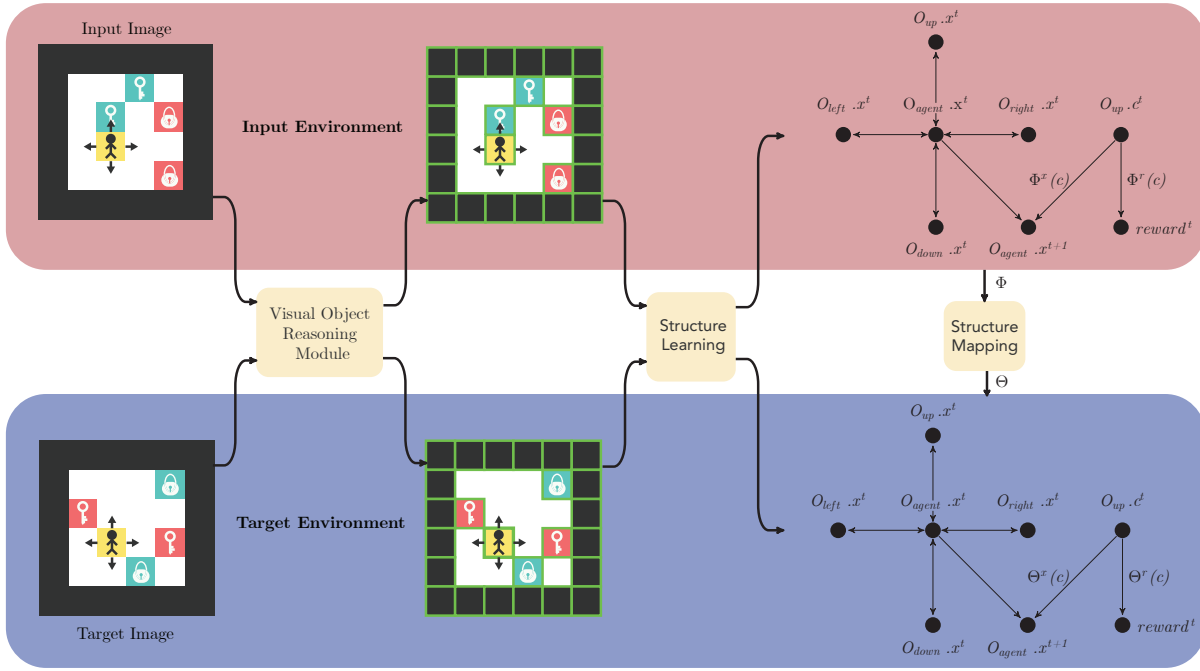 Input Image
Input Environment
O_up .x^t
O_left .x^t
O_agent .x^t
O_right .x^t
O_up .c^t
Φ^x(c)
Φ^r(c)
O_down .x^t
O_agent .x^{t+1}
reward^t
Visual Object
Reasoning
Module
Structure
Learning
Φ
Structure
Mapping
Θ
Target Environment
Target Image
O_up .x^t
O_left .x^t
O_agent .x^t
O_right .x^t
O_up .c^t
Θ^x(c)
Θ^r(c)
O_down .x^t
O_agent .x^{t+1}
reward^t